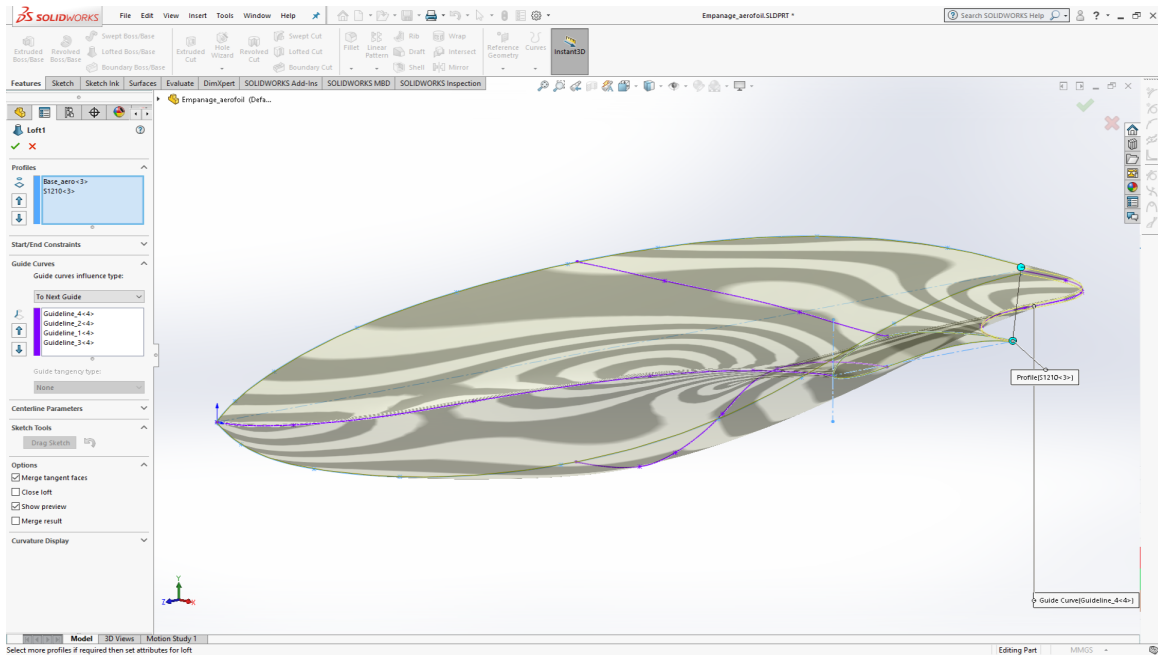 SOLIDWORKS File Edit View Insert Tools Window Help Empanage_aerofoil.SLDPRT * Search SOLIDWORKS Help
Extruded Boss/Base
Revolved Boss/Base
Swept Boss/Base
Lofted Boss/Base
Boundary Boss/Base
Extruded Cut
Hole Wizard
Revolved Cut
Swept Cut
Lofted Cut
Boundary Cut
Fillet
Linear Pattern
Rib
Draft
Shell
Wrap
Intersect
Mirror
Reference Geometry
Curves
Instant3D
Features Sketch Sketch Ink Surfaces Evaluate DimXpert SOLIDWORKS Add-Ins SOLIDWORKS MBD SOLIDWORKS Inspection
Empanage_aerofoil (Defa...
Loft1
Profiles
Base_aero<3>
S1210<3>
Start/End Constraints
Guide Curves
Guide curves influence type:
To Next Guide
Guideline_4<4>
Guideline_2<4>
Guideline_1<4>
Guideline_3<4>
Guide tangency type:
None
Centerline Parameters
Sketch Tools
Drag Sketch
Options
Merge tangent faces
Close loft
Show preview
Merge result
Curvature Display
Profile(S1210<3>)
Guide Curve(Guideline_4<4>)
Y
Z X
Model 3D Views Motion Study 1
Select more profiles if required then set attributes for loft Editing Part MMGS